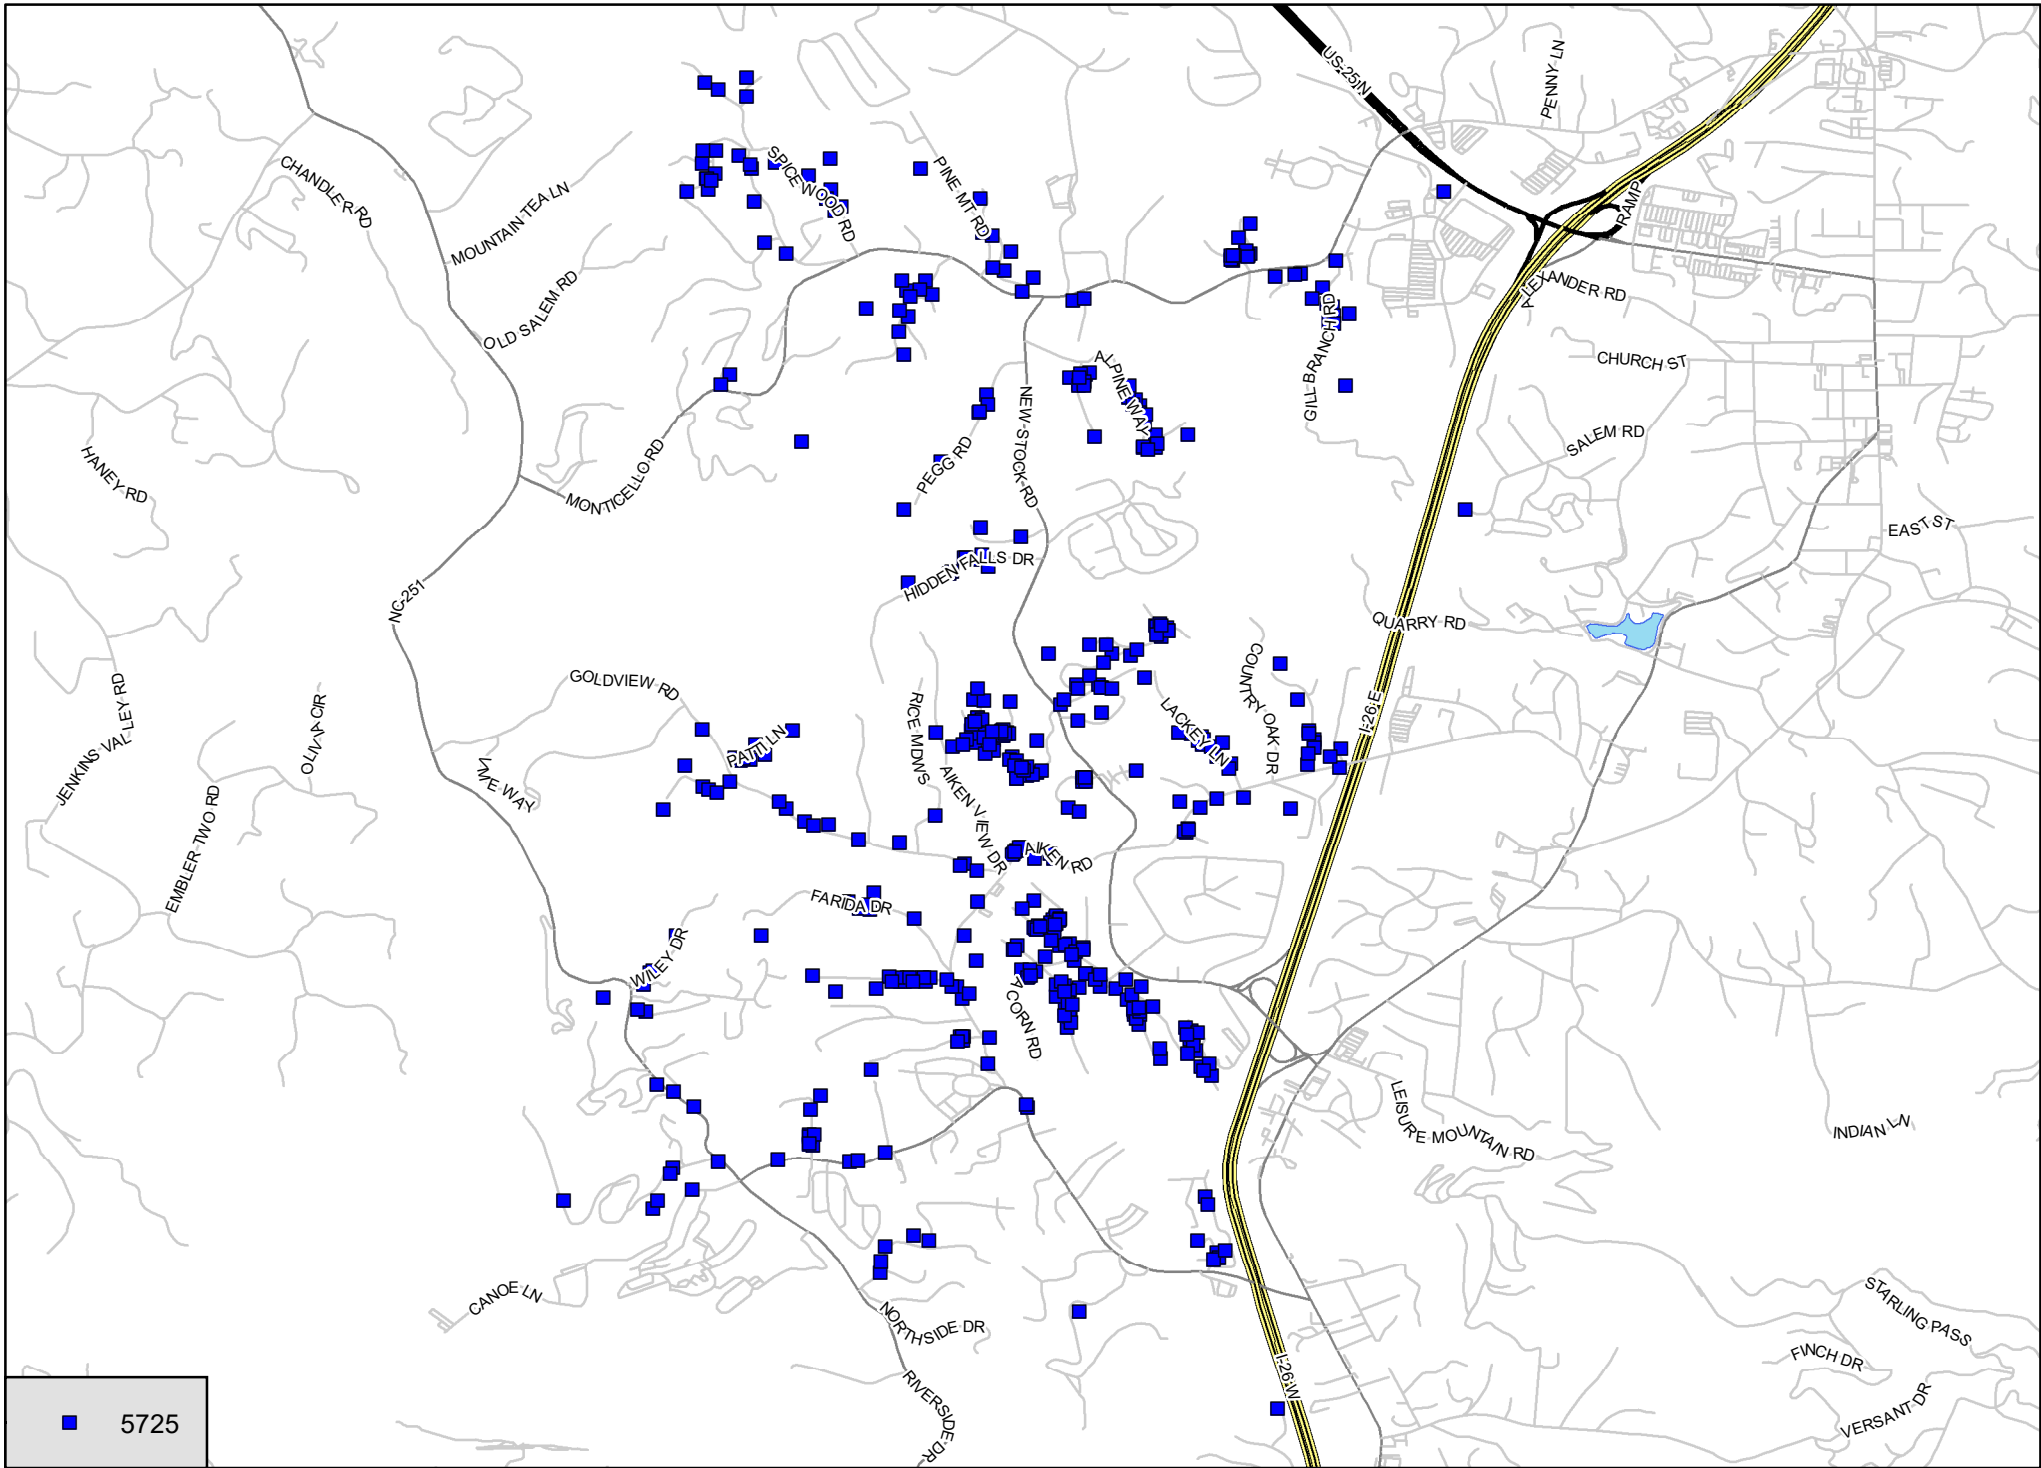 US 25 N
PENNY LN
CHANDLER RD
SPICEWOOD RD
PINE MT RD
MOUNTAIN TEA LN
RAMP
OLD SALEM RD
ALEXANDER RD
GILL BRANCH RD
CHURCH ST
ALPINE WAY
NEW STOCK RD
SALEM RD
HANEY RD
PEGG RD
MONTICELLO RD
EAST ST
HIDDEN FALLS DR
NC-251
QUARRY RD
GOLDVIEW RD
COUNTRY OAK DR
JENKINS VALLEY RD
OLIVIA CIR
RICE MDWS
LACKEY LN
I-26 E
PATTI LN
EMBLER TWO RD
AIKEN VIEW DR
AIKEN RD
FARIDA DR
WILEY DR
ACORN RD
LEISURE MOUNTAIN RD
INDIAN LN
CANOE LN
NORTHSIDE DR
STARLING PASS
I-26 W
FINCH DR
RIVERSIDE DR
VERSANT DR
5725